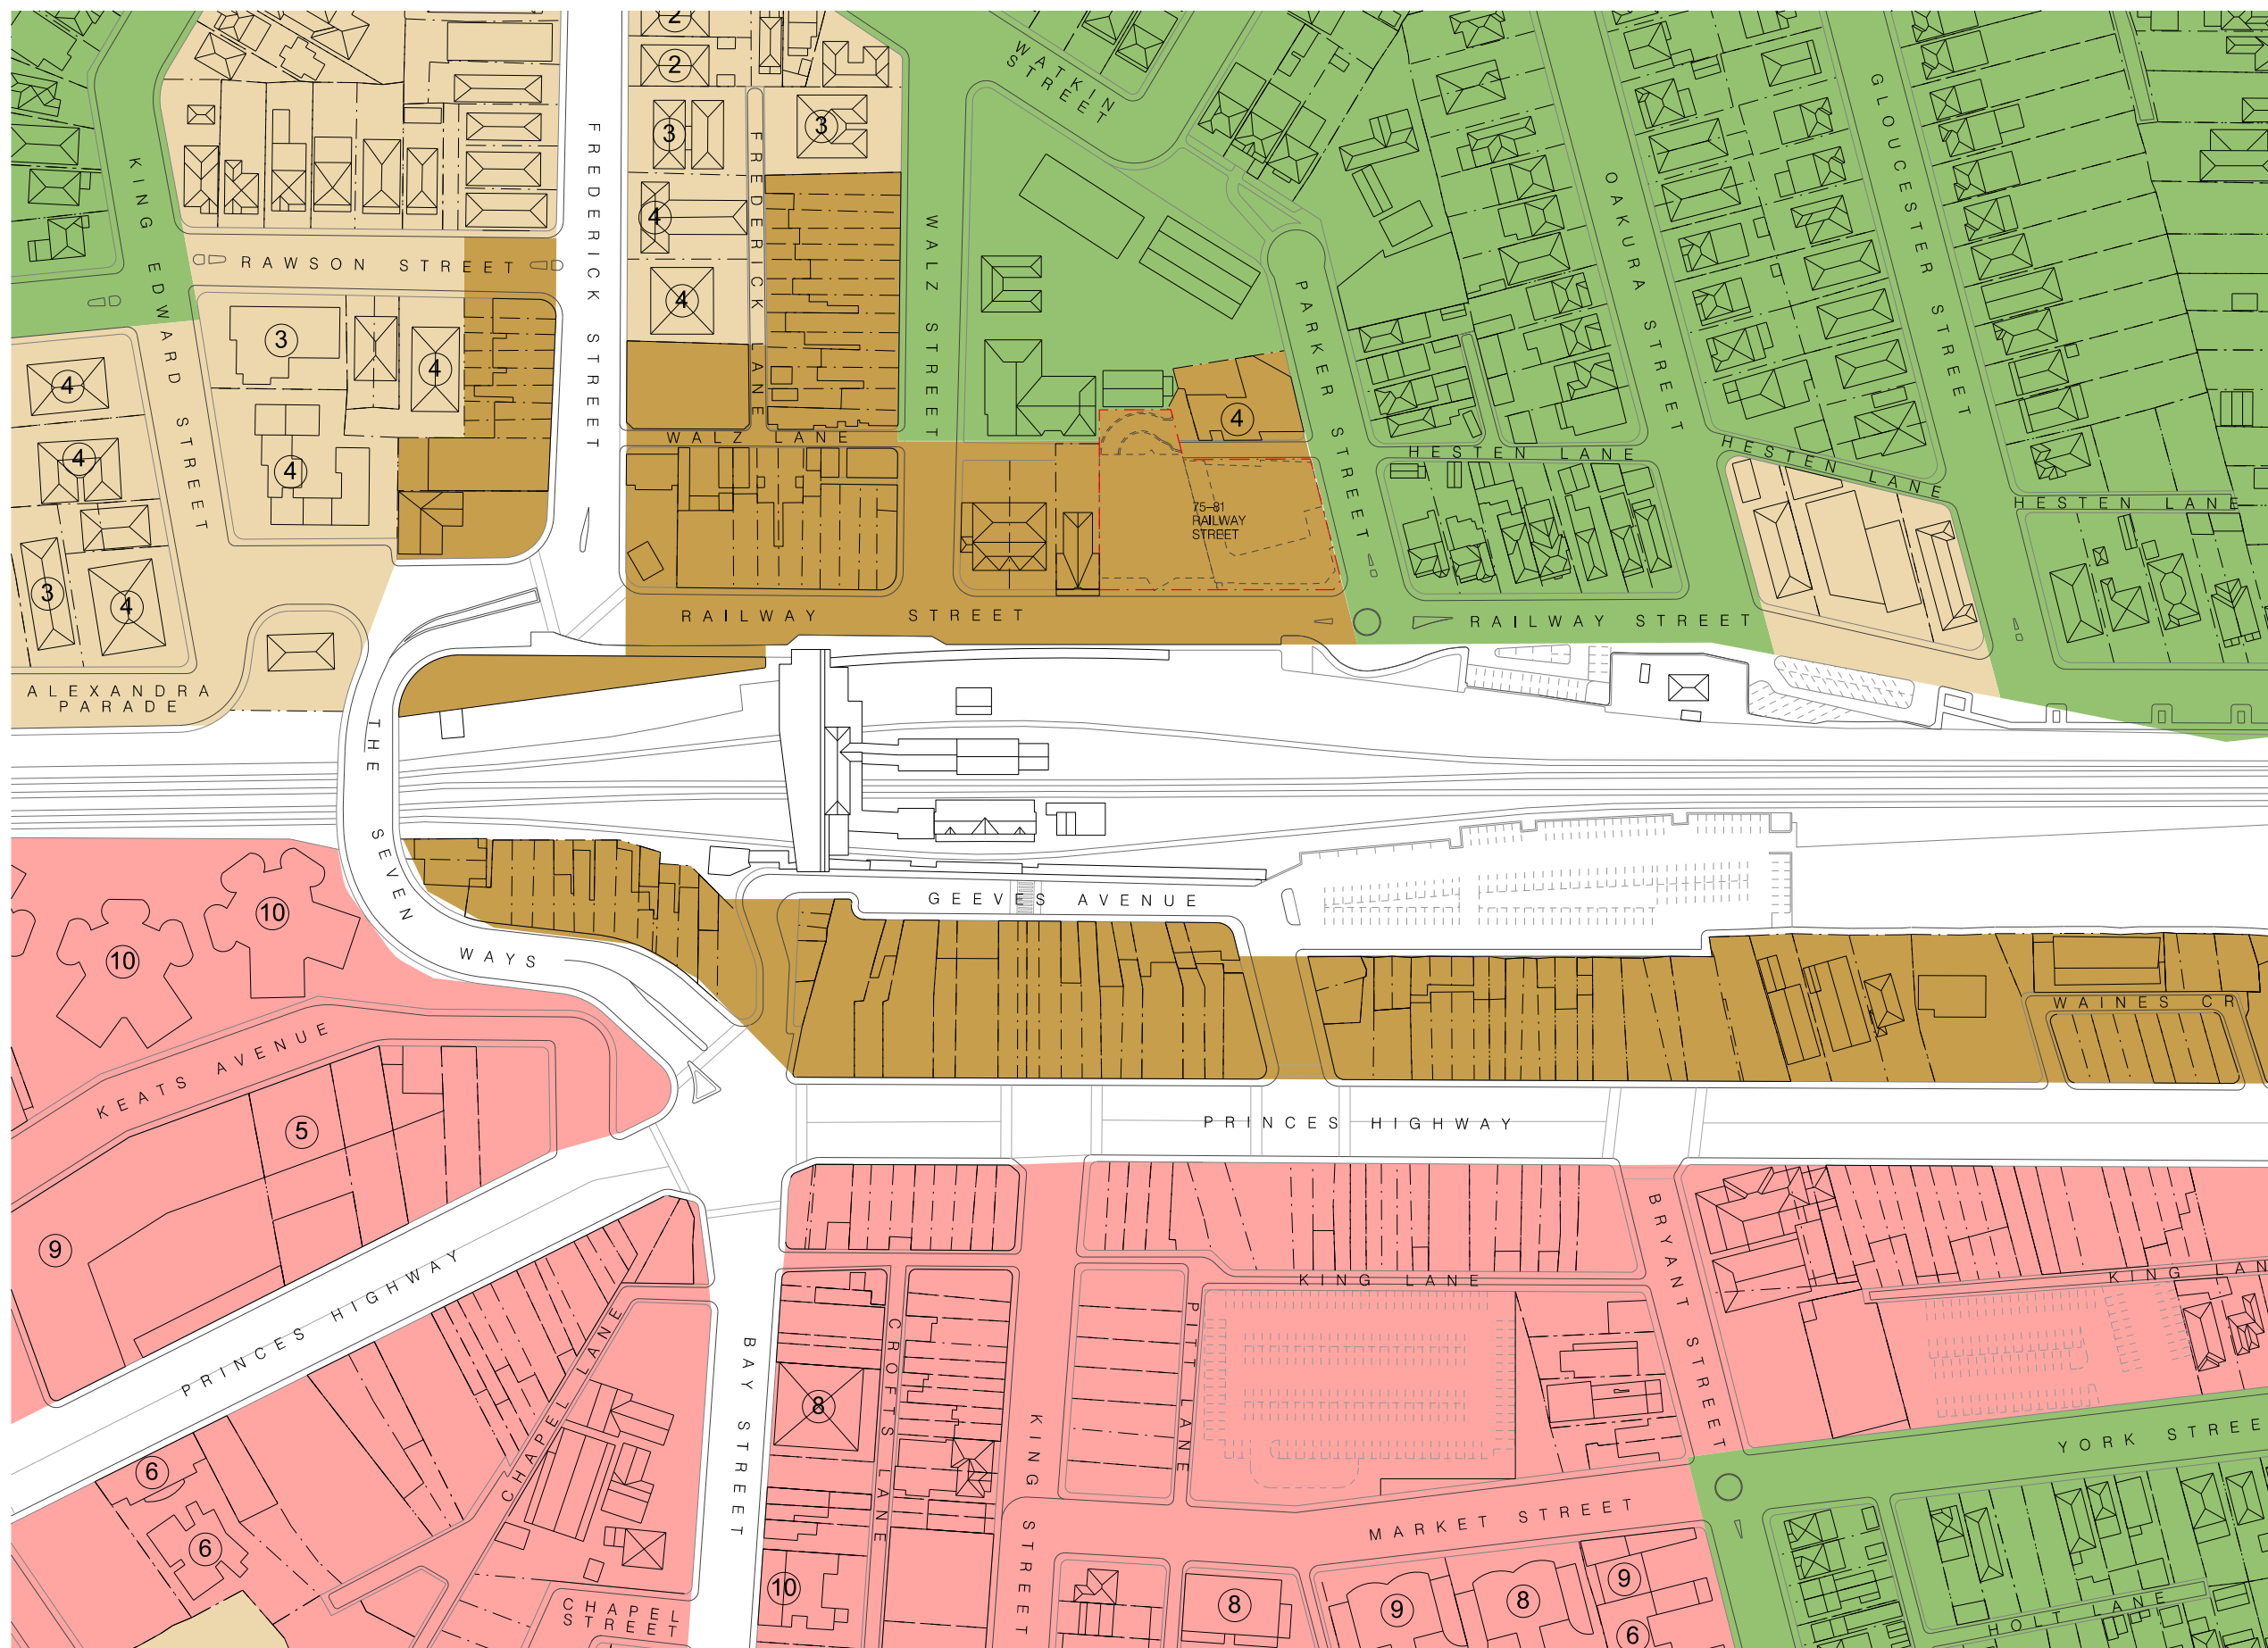 2
2
3
3
4
4
WATKIN
STREET
KING EDWARD STREET
FREDERICK STREET
FREDERICK LANE
WALZ STREET
PARKER STREET
OAKURA STREET
GLOUCESTER STREET
RAWSON STREET
3
4
4
4
4
3
4
WALZ LANE
4
75-81
RAILWAY
STREET
HESTEN LANE
HESTEN LANE
HESTEN LANE
RAILWAY STREET
RAILWAY STREET
ALEXANDRA
PARADE
THE SEVEN WAYS
10
10
GEEVES AVENUE
WAINES CR
KEATS AVENUE
5
9
PRINCES HIGHWAY
PRINCES HIGHWAY
KING LANE
KING LAN
BRYANT STREET
CHAPEL LANE
BAY STREET
CROFTS LANE
8
KING STREET
PITT LANE
YORK STREE
MARKET STREET
6
6
10
8
9
8
9
6
CHAPEL
STREET
HOLT LANE